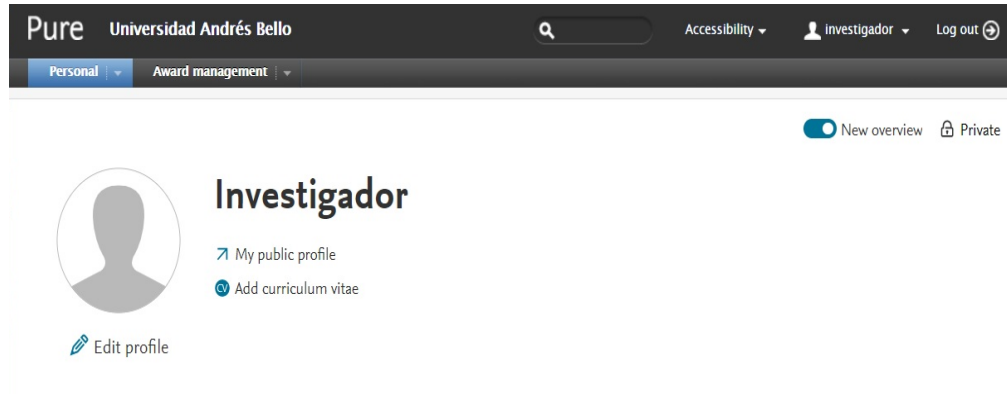 Pure Universidad Andrés Bello Accessibility investigador Log out
Personal Award management
New overview Private
Investigador
My public profile
CV Add curriculum vitae
Edit profile